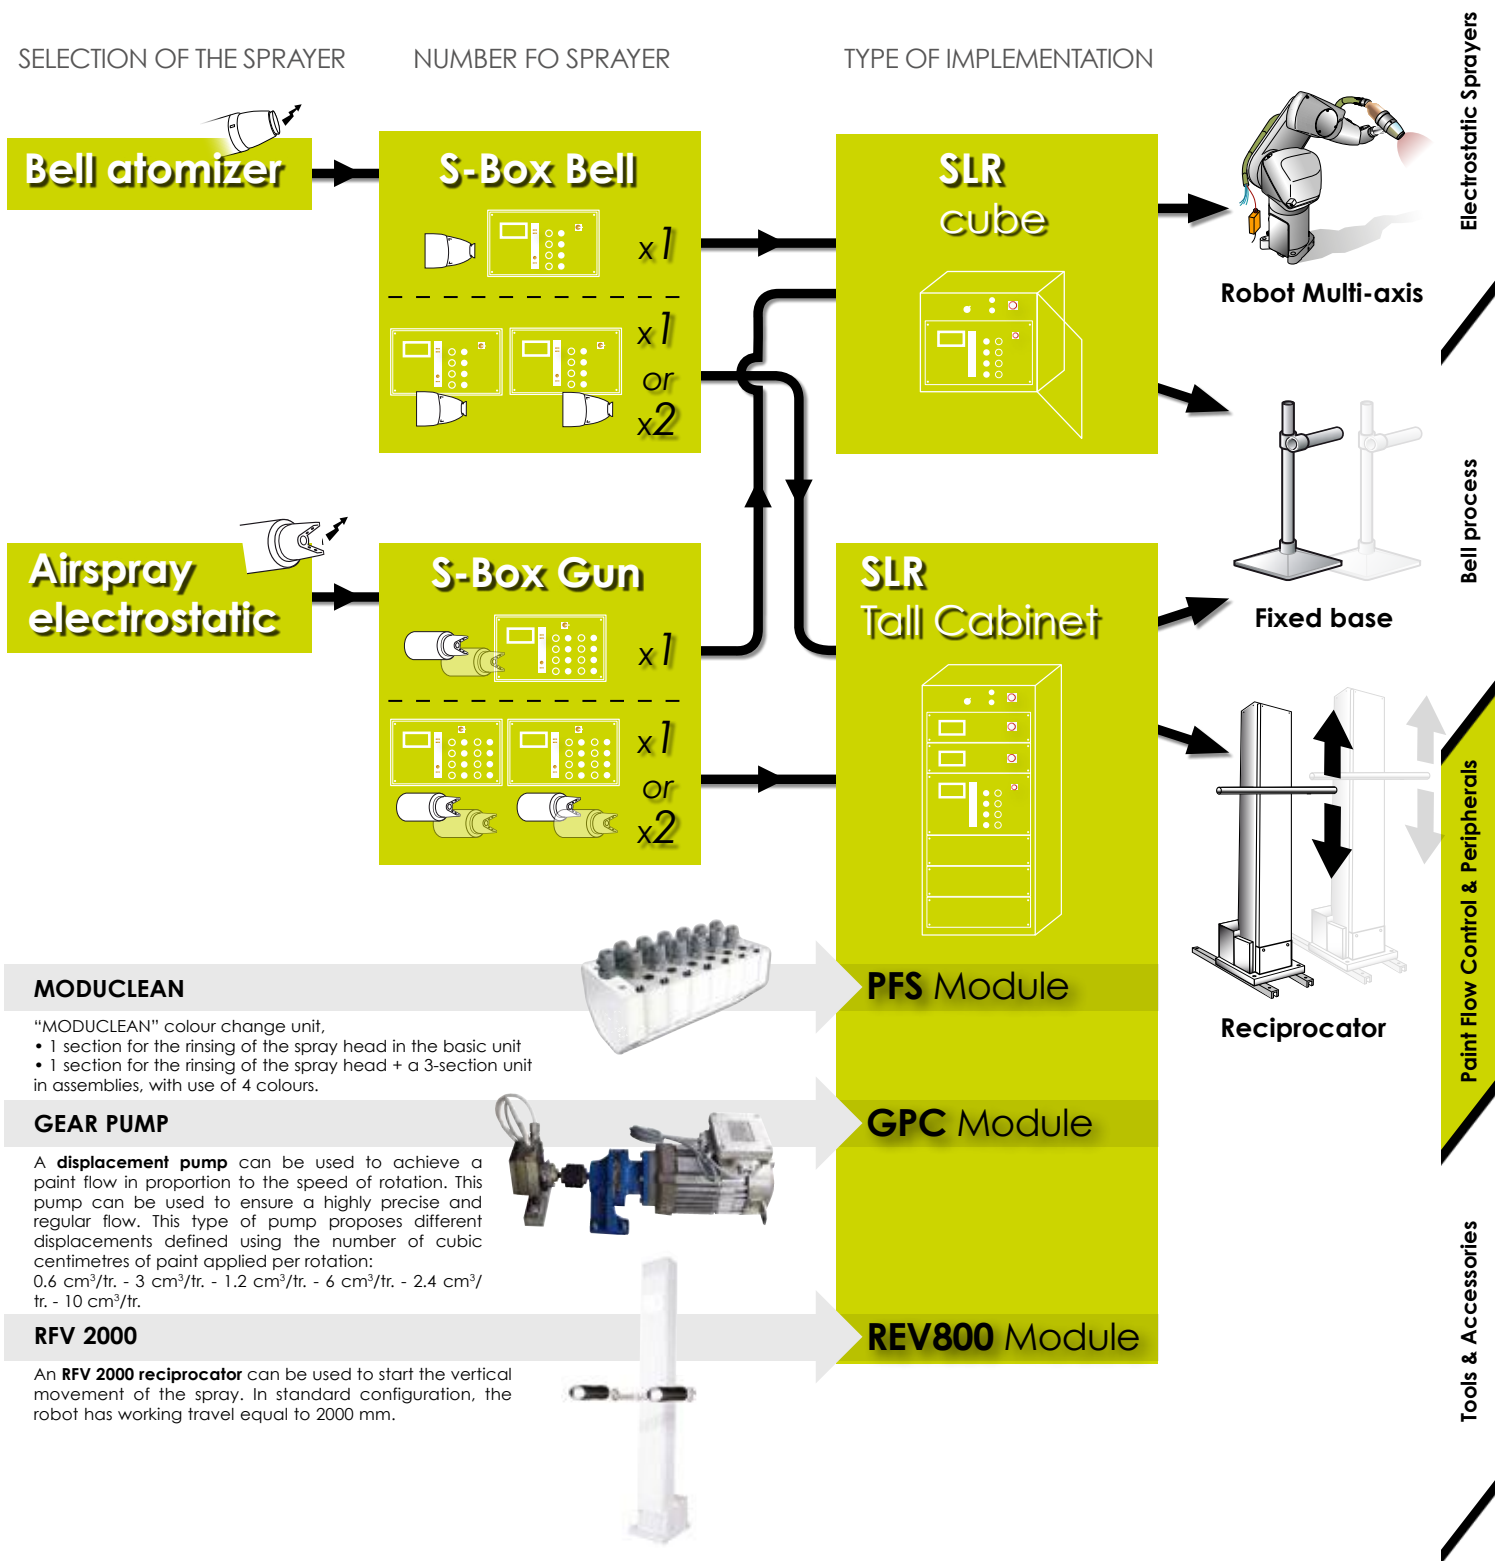 SELECTION OF THE SPRAYER
NUMBER FO SPRAYER
TYPE OF IMPLEMENTATION
Bell atomizer
S-Box Bell
x1
x1
or
x2
SLR
cube
Robot Multi-axis
Airspray
electrostatic
S-Box Gun
x1
x1
or
x2
SLR
Tall Cabinet
Fixed base
Reciprocator
MODUCLEAN
PFS Module
“MODUCLEAN” colour change unit,
• 1 section for the rinsing of the spray head in the basic unit
• 1 section for the rinsing of the spray head + a 3-section unit
in assemblies, with use of 4 colours.
GEAR PUMP
GPC Module
A displacement pump can be used to achieve a
paint flow in proportion to the speed of rotation. This
pump can be used to ensure a highly precise and
regular flow. This type of pump proposes different
displacements defined using the number of cubic
centimetres of paint applied per rotation:
0.6 cm³/tr. - 3 cm³/tr. - 1.2 cm³/tr. - 6 cm³/tr. - 2.4 cm³/
tr. - 10 cm³/tr.
RFV 2000
REV800 Module
An RFV 2000 reciprocator can be used to start the vertical
movement of the spray. In standard configuration, the
robot has working travel equal to 2000 mm.
Electrostatic Sprayers
Bell process
Paint Flow Control & Peripherals
Tools & Accessories